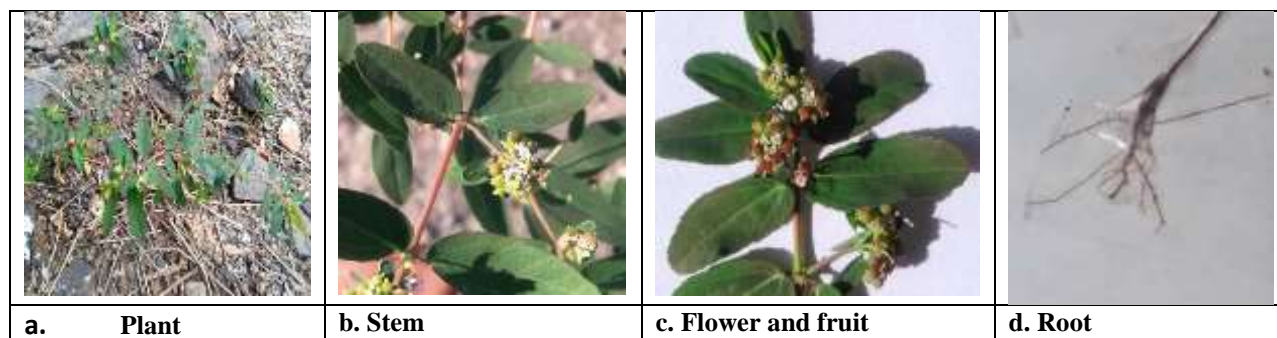 a. Plant
b. Stem
c. Flower and fruit
d. Root